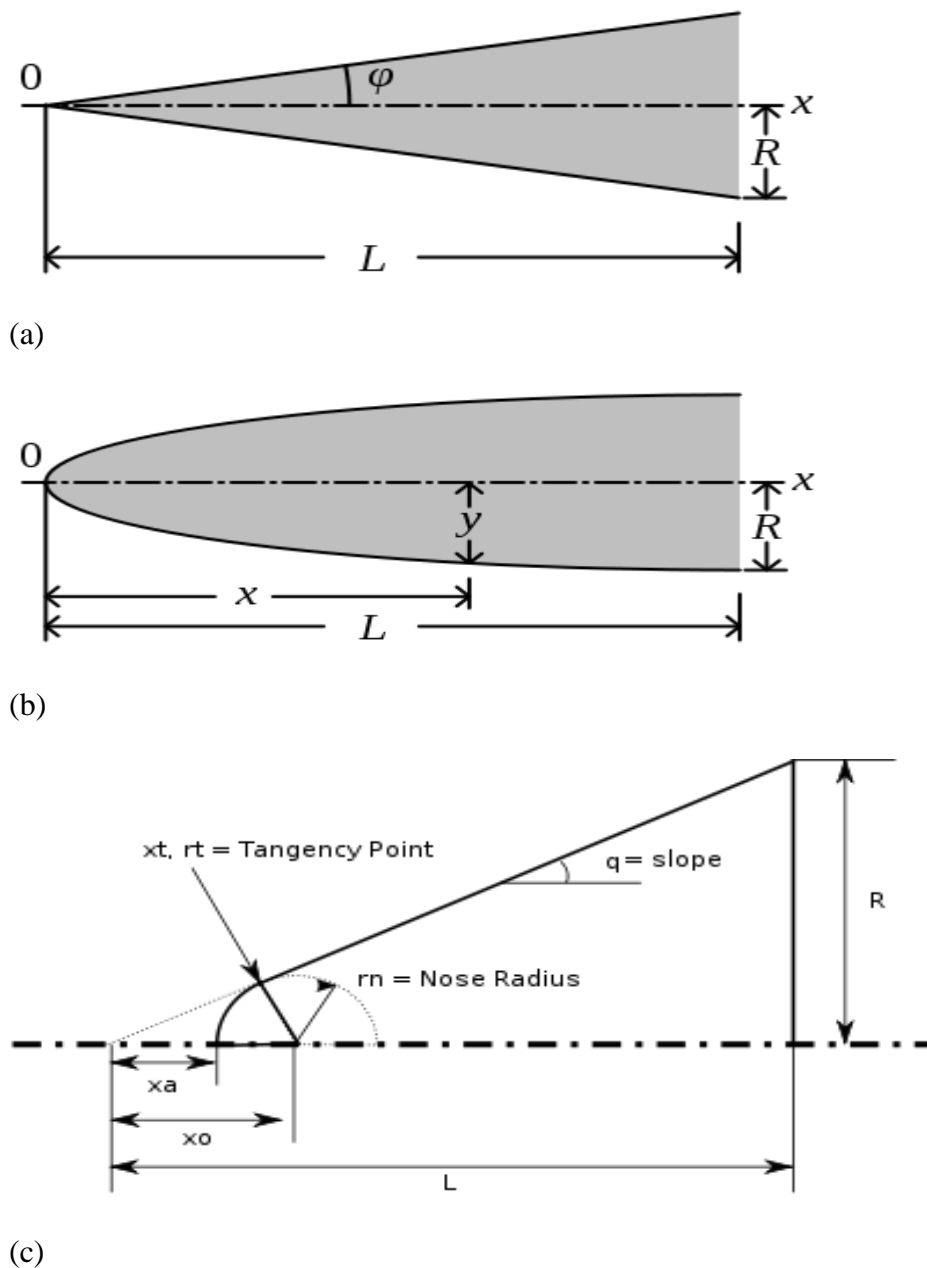 0
φ
x
R
L
(a)
0
x
y
R
x
L
(b)
xt, rt = Tangency Point
q= slope
R
rn = Nose Radius
xa
xo
L
(c)